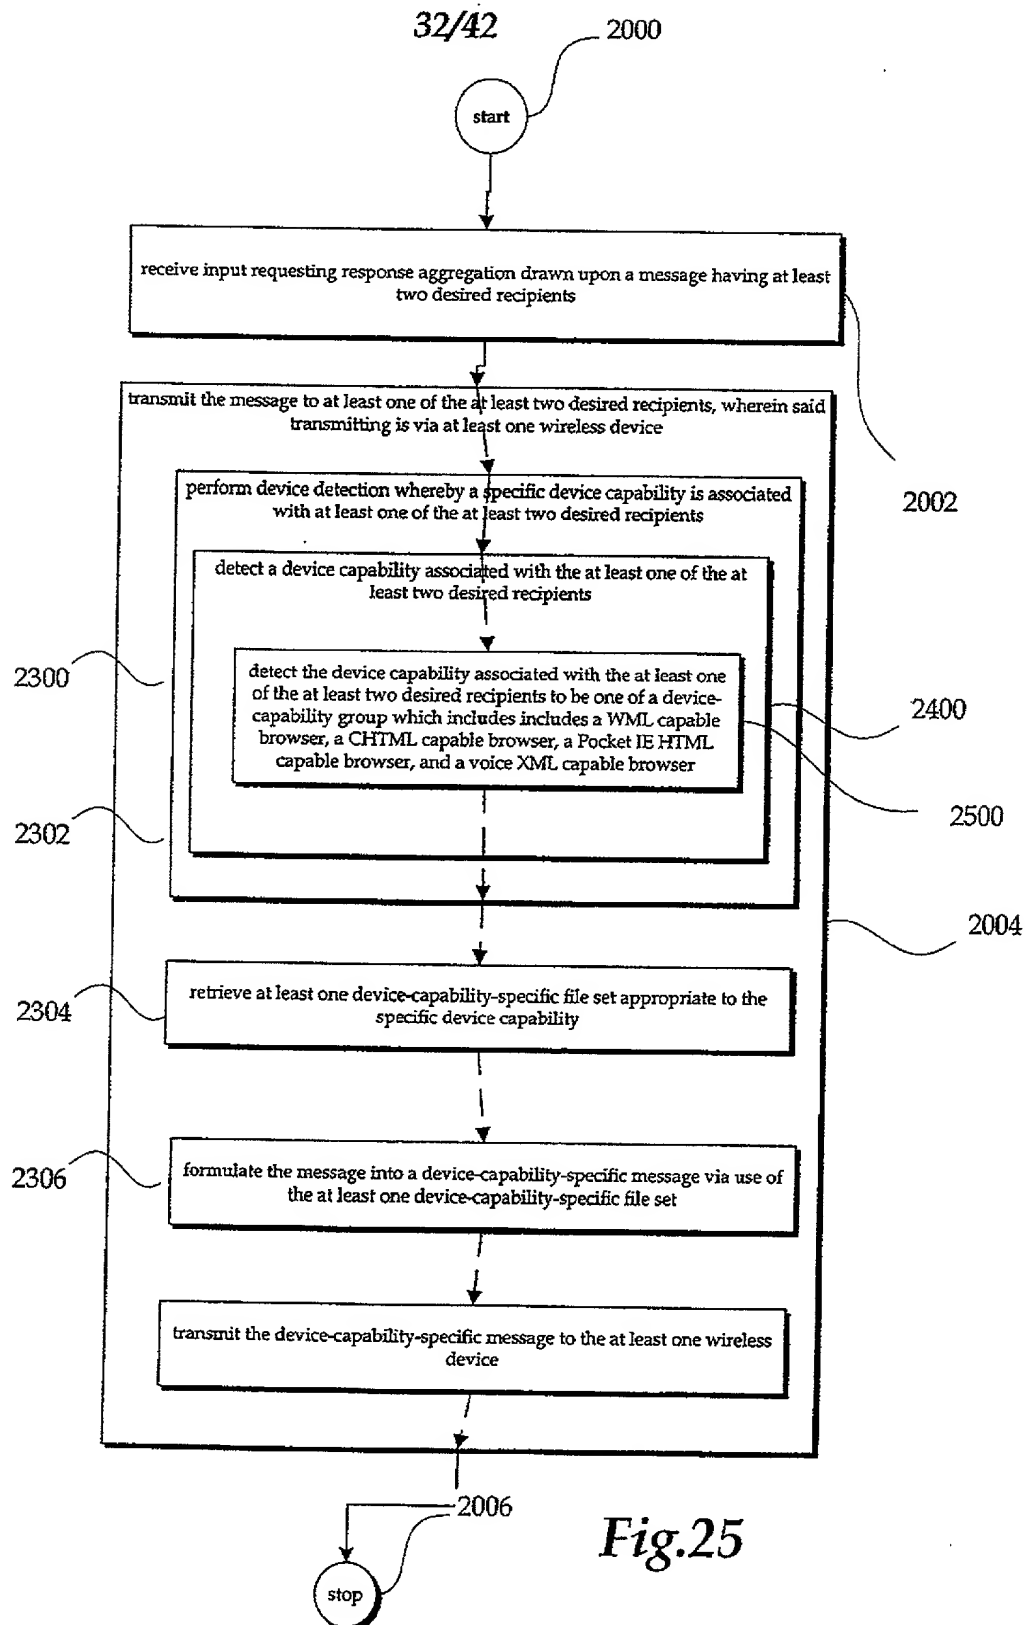 32/42
2000
start
receive input requesting response aggregation drawn upon a message having at least
two desired recipients
transmit the message to at least one of the at least two desired recipients, wherein said
transmitting is via at least one wireless device
2002
perform device detection whereby a specific device capability is associated
with at least one of the at least two desired recipients
detect a device capability associated with the at least one of the at
least two desired recipients
2300
detect the device capability associated with the at least one
of the at least two desired recipients to be one of a device-
capability group which includes includes a WML capable
browser, a CHTML capable browser, a Pocket IE HTML
capable browser, and a voice XML capable browser
2400
2500
2302
2004
2304
retrieve at least one device-capability-specific file set appropriate to the
specific device capability
2306
formulate the message into a device-capability-specific message via use of
the at least one device-capability-specific file set
transmit the device-capability-specific message to the at least one wireless
device
2006
Fig.25
stop